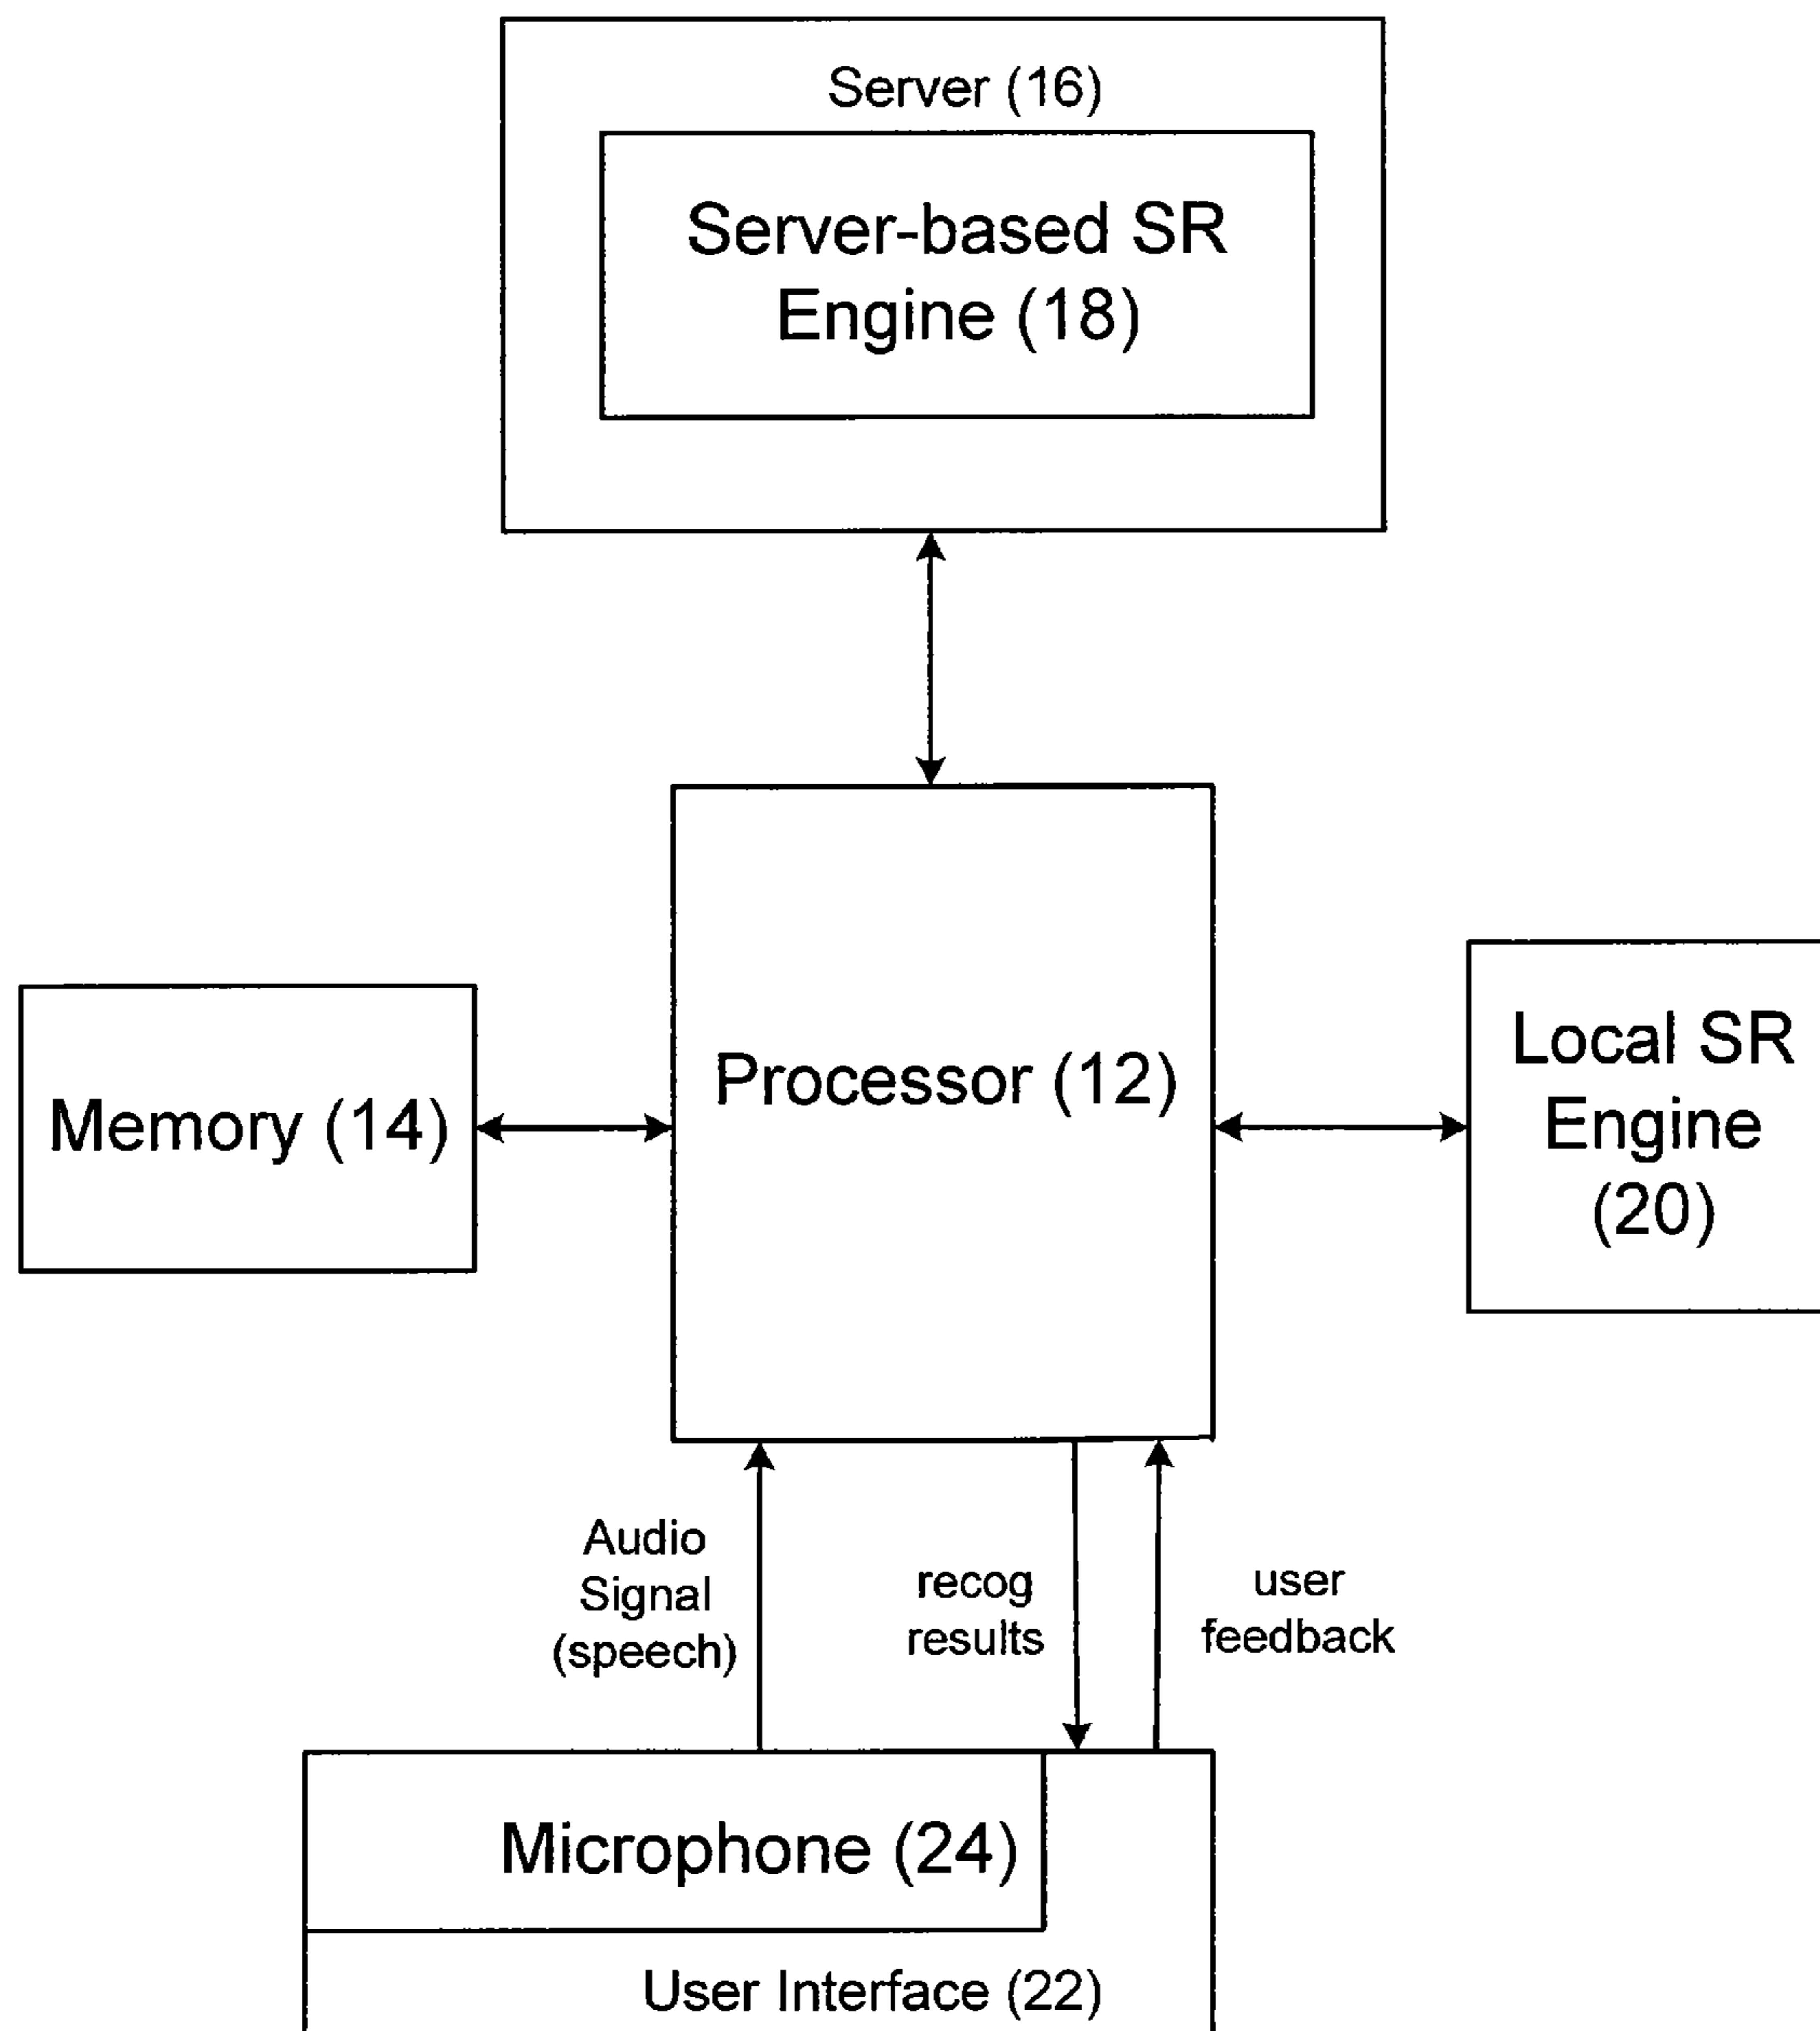 Server (16)
Server-based SR
Engine (18)
Processor (12)
Memory (14)
Local SR
Engine
(20)
Audio
Signal
(speech)
recog
results
user
feedback
Microphone (24)
User Interface (22)